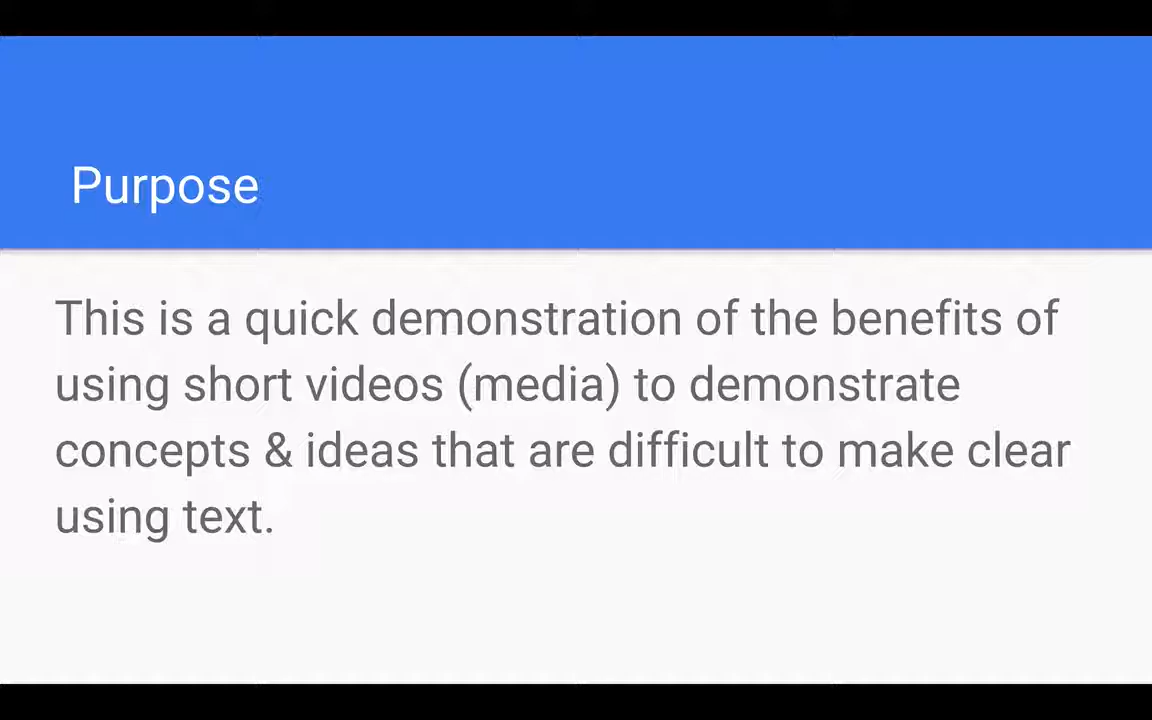 Purpose
This is a quick demonstration of the benefits of
using short videos (media) to demonstrate
concepts & ideas that are difficult to make clear
using text.